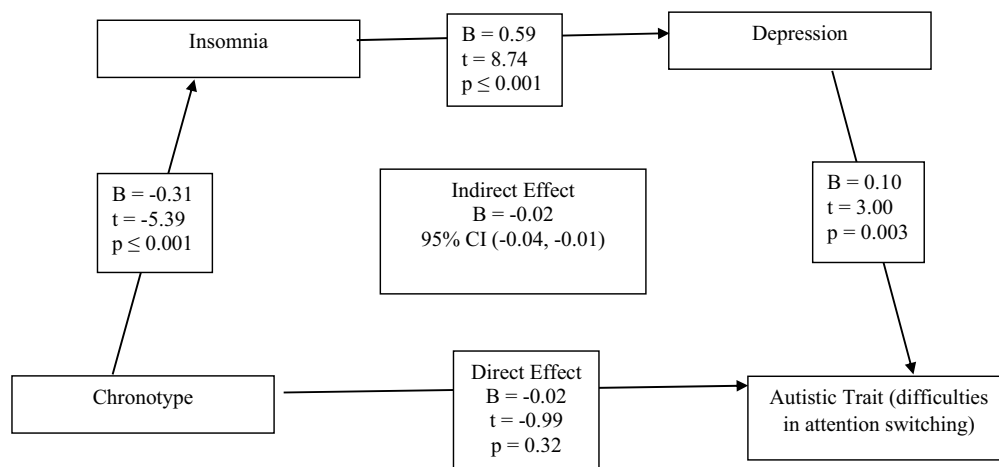 Insomnia
B = 0.59
t = 8.74
p ≤ 0.001
Depression
B = -0.31
t = -5.39
p ≤ 0.001
Indirect Effect
B = -0.02
95% CI (-0.04, -0.01)
B = 0.10
t = 3.00
p = 0.003
Chronotype
Direct Effect
B = -0.02
t = -0.99
p = 0.32
Autistic Trait (difficulties
in attention switching)